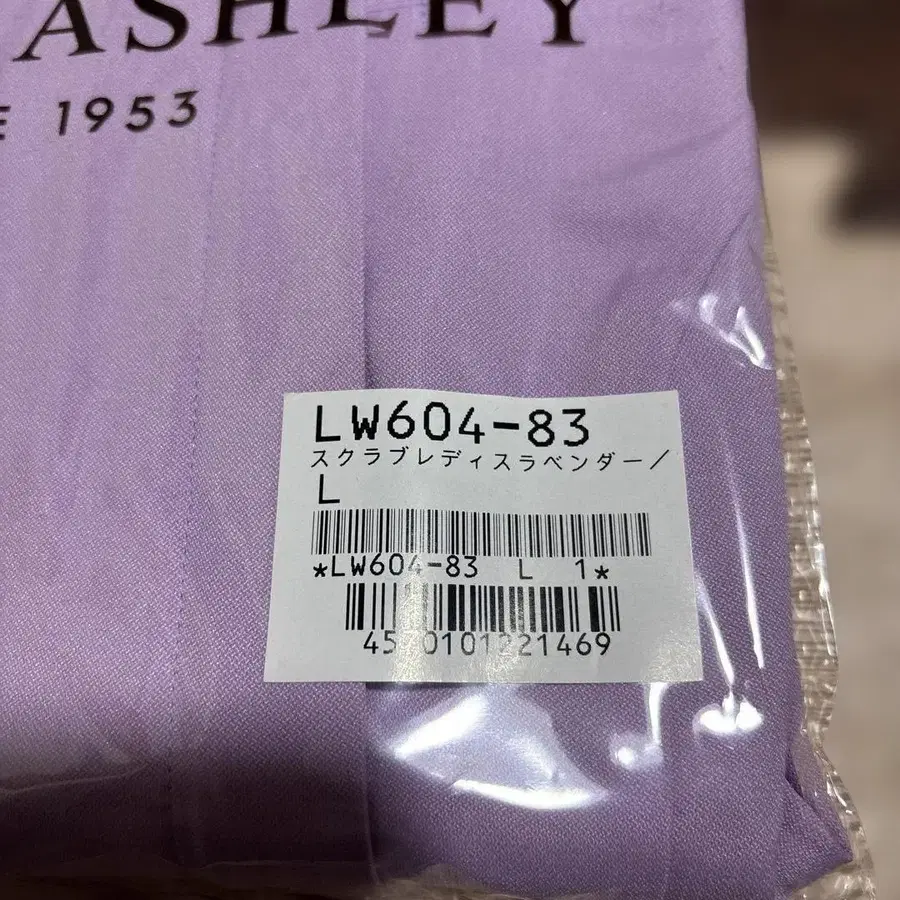 ASHLEY
E 1953
LW604-83
スクラブレディスラベンダー/
L
*LW604-83 L 1*
4570101221469